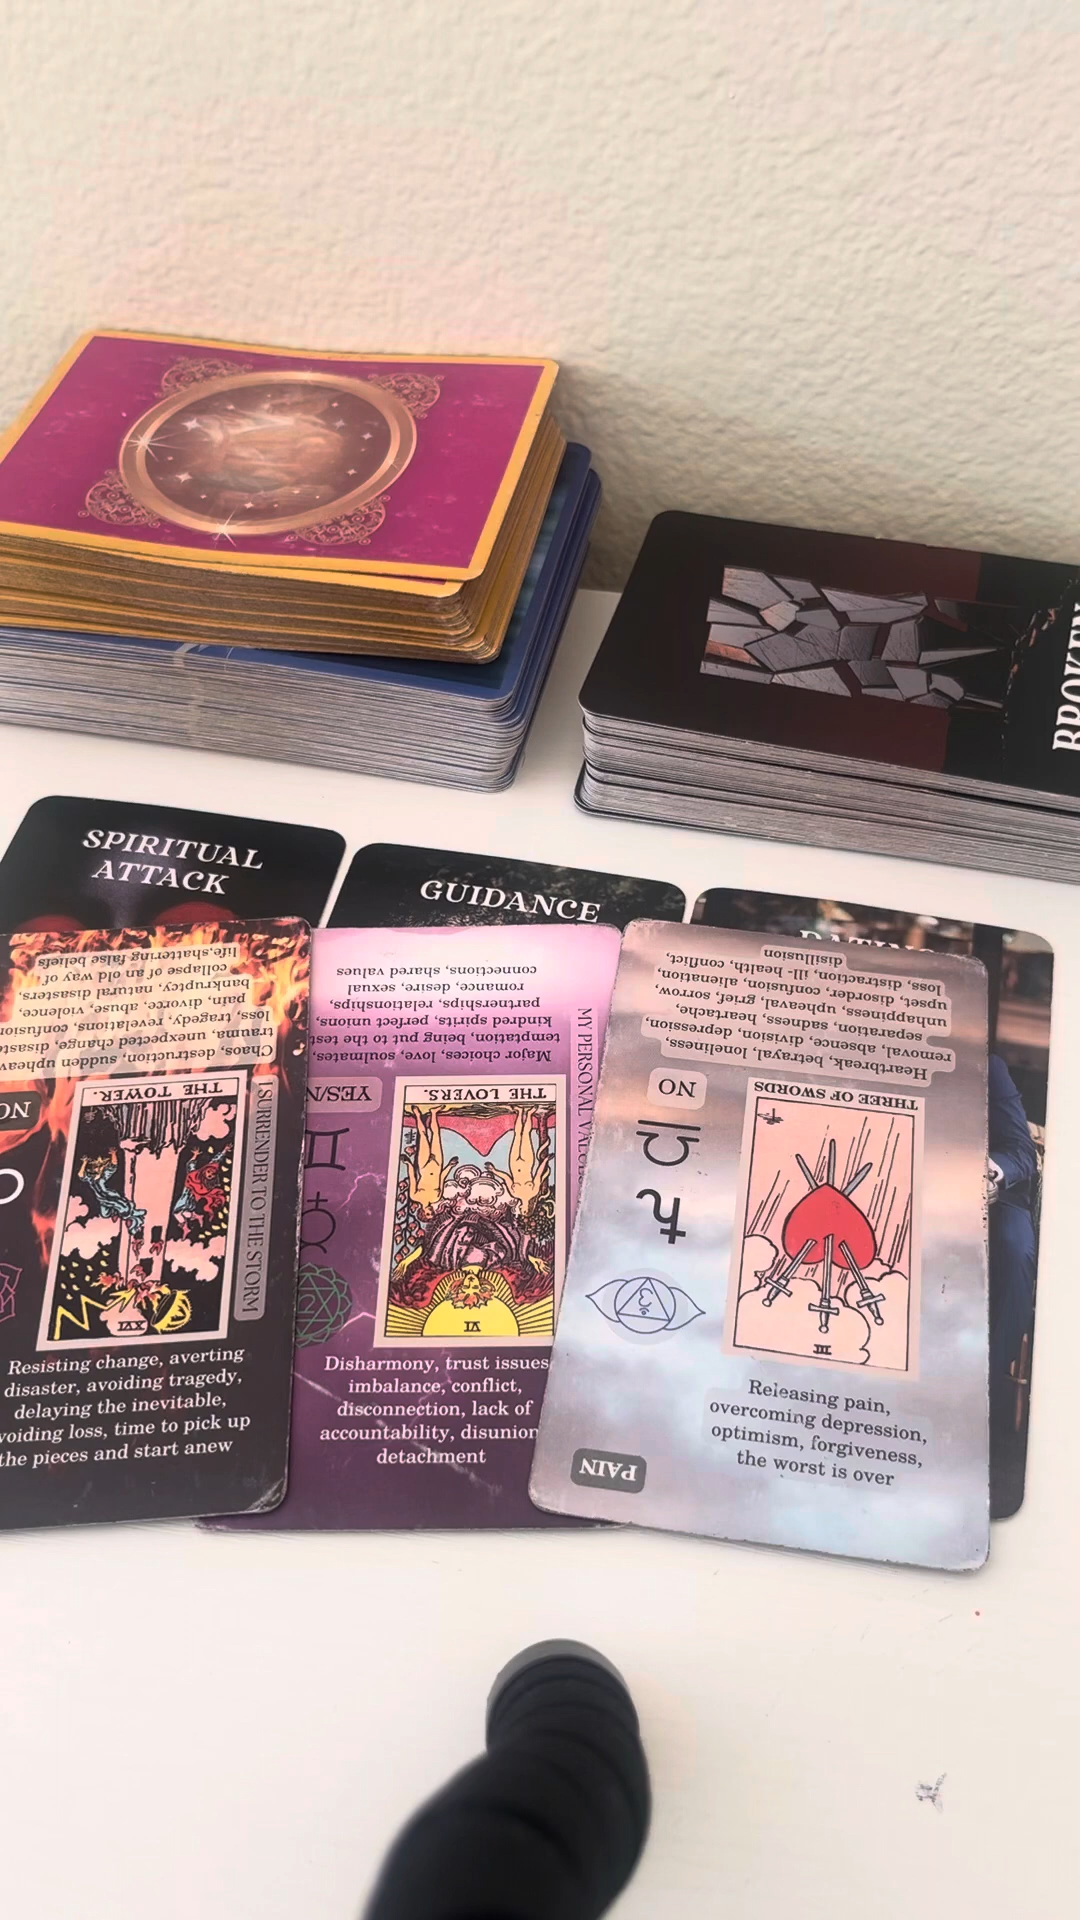 BROKEN
SPIRITUAL
ATTACK
GUIDANCE
DATING
Chaos, destruction, sudden
trauma, unexpected change,
loss, tragedy, revelations, confusion
pain, divorce, abuse, violence,
bankruptcy, natural disasters,
collapse of an old way of
life, shattering false beliefs
NO
THE TOWER.
XVI
SURRENDER TO THE STORM
Resisting change, averting
disaster, avoiding tragedy,
delaying the inevitable,
loss, time to pick up
the pieces and start anew
Major choices, love, soulmates,
temptation, being put to the test
kindred spirits, perfect unions,
partnerships, relationships,
romance, desire, sexual
connections, shared values
YES/N
THE LOVERS.
VI
MY PERSONAL
Disharmony, trust issues
imbalance, conflict,
disconnection, lack of
accountability, disunion
detachment
Heartbreak, betrayal, loneliness,
removal, absence, division, depression,
separation, sadness, heartache,
unhappiness, upheaval, grief, sorrow,
upset, disorder, confusion, alienation,
loss, distraction, ill- health, conflict,
disillusion
NO
THREE OF SWORDS
III
Releasing pain,
overcoming depression,
optimism, forgiveness,
the worst is over
PAIN